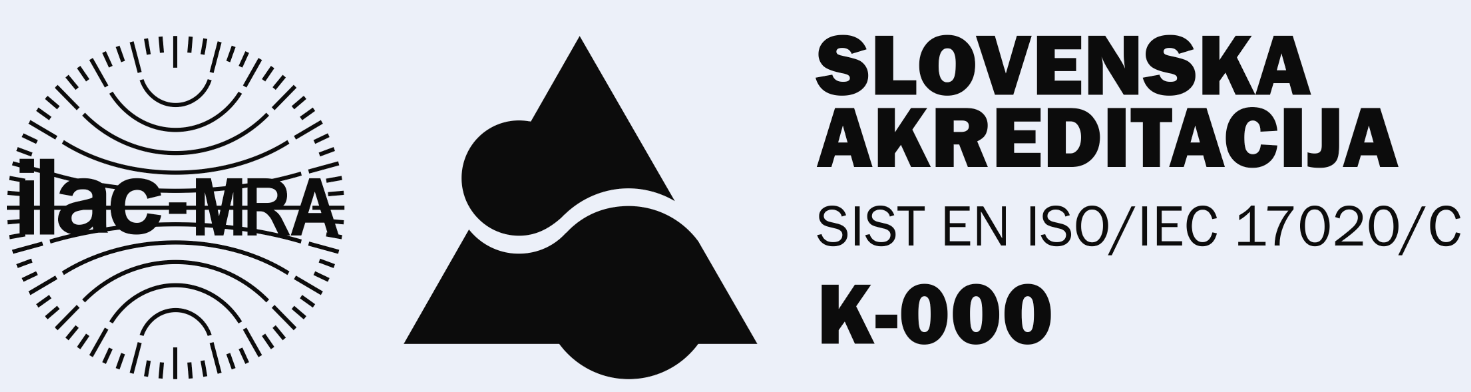 ilac-MRA
SLOVENSKA
AKREDITACIJA
SIST EN ISO/IEC 17020/C
K-000